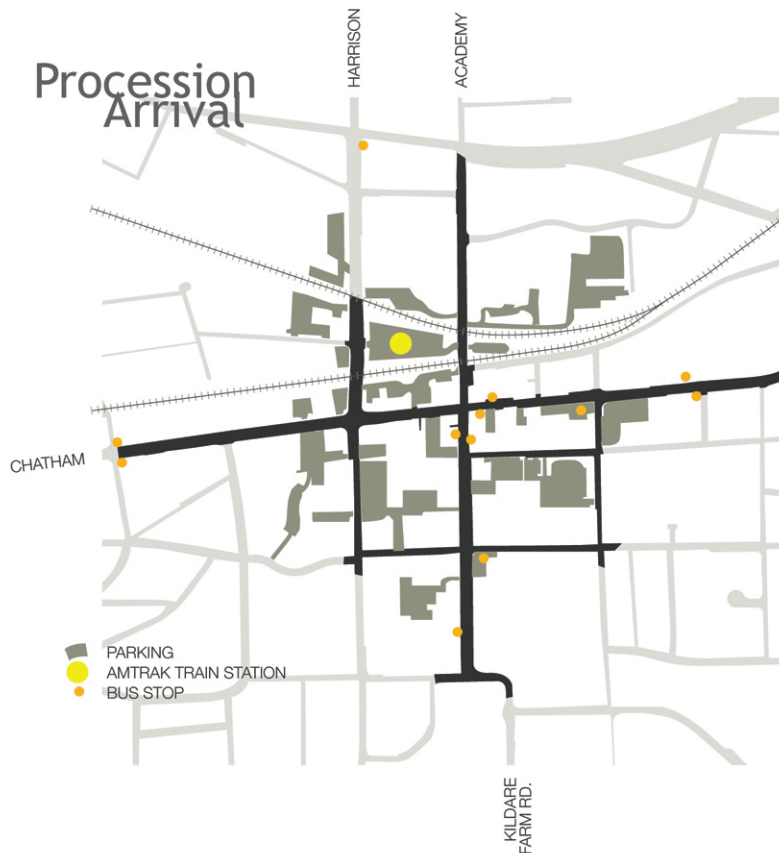 HARRISON
ACADEMY
Procession
Arrival
CHATHAM
PARKING
AMTRAK TRAIN STATION
BUS STOP
KILDARE
FARM RD.